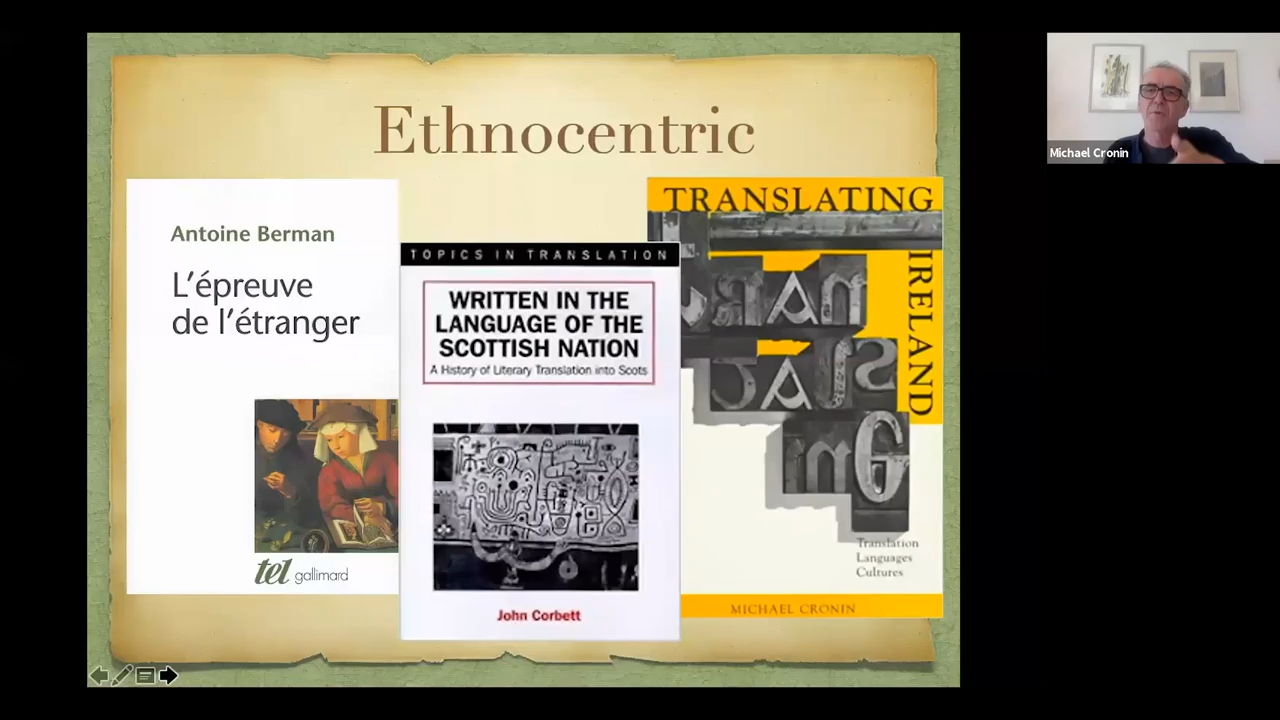 Ethnocentric
Antoine Berman
L'épreuve
de l'étranger
tel gallimard
TOPICS IN TRANSLATION
WRITTEN IN THE
LANGUAGE OF THE
SCOTTISH NATION
A History of Literary Translation into Scots
John Corbett
TRANSLATING
IRELAND
Translation
Languages
Cultures
MICHAEL CRONIN
Michael Cronin